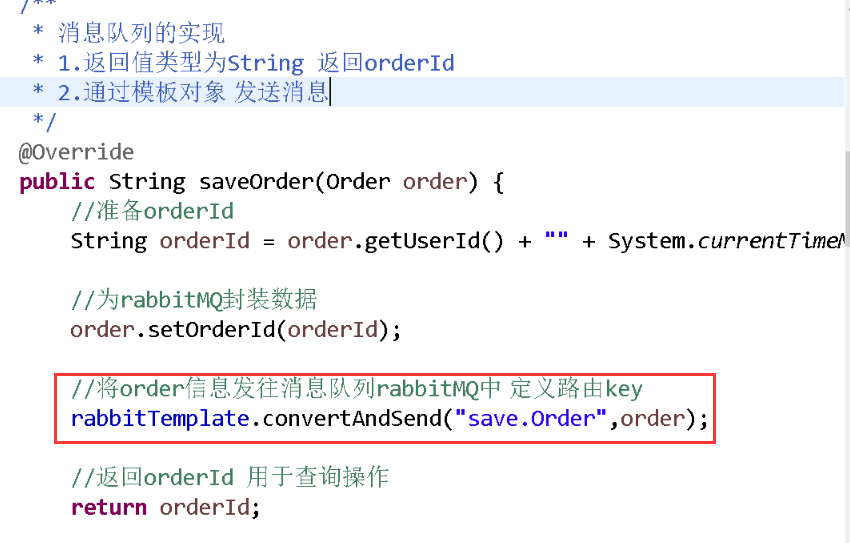 /**
* 消息队列的实现
* 1.返回值类型为String 返回orderId
* 2.通过模板对象 发送消息
*/
@Override
public String saveOrder(Order order) {
//准备orderId
String orderId = order.getUserId() + "" + System.currentTimeM
//为rabbitMQ封装数据
order.setOrderId(orderId);
//将order信息发往消息队列rabbitMQ中 定义路由key
rabbitTemplate.convertAndSend("save.Order",order);
//返回orderId 用于查询操作
return orderId;